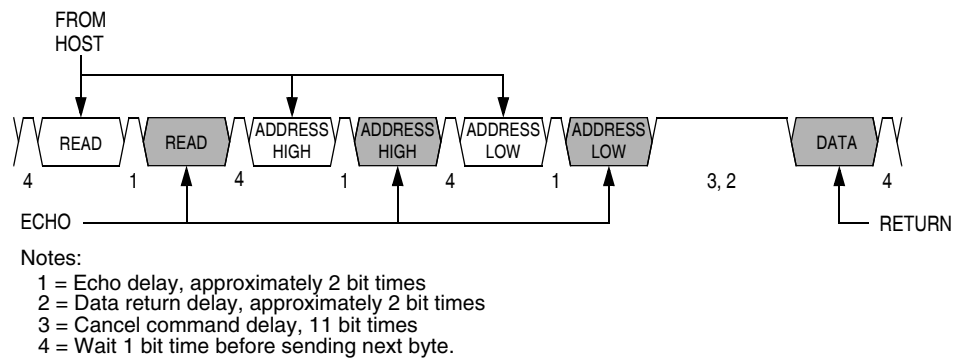 FROM
HOST
READ
READ
ADDRESS
HIGH
ADDRESS
HIGH
ADDRESS
LOW
ADDRESS
LOW
DATA
4 1 4 1 4 1 3, 2 4
ECHO
RETURN
Notes:
1 = Echo delay, approximately 2 bit times
2 = Data return delay, approximately 2 bit times
3 = Cancel command delay, 11 bit times
4 = Wait 1 bit time before sending next byte.